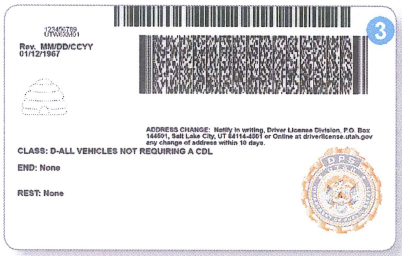 123456789
UTWEXM01
Rev. MM/DD/CCYY
01/12/1967
3
ADDRESS CHANGE: Notify in writing, Driver License Division, P.O. Box
144501, Salt Lake City, UT 84114-4501 or Online at driverlicense.utah.gov
any change of address within 10 days.
CLASS: D-ALL VEHICLES NOT REQUIRING A CDL
END: None
REST: None
DPS